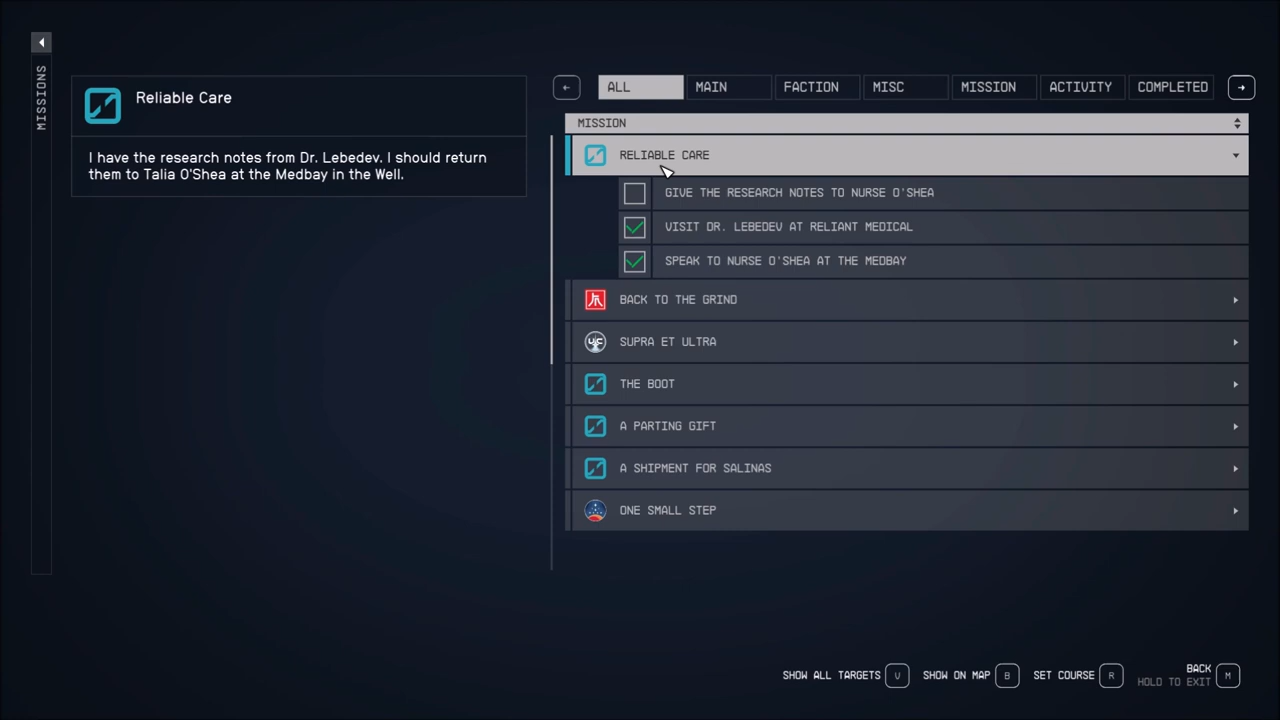 MISSIONS
Reliable Care
I have the research notes from Dr. Lebedev. I should return
them to Talia O'Shea at the Medbay in the Well.
ALL
MAIN
FACTION
MISC
MISSION
ACTIVITY
COMPLETED
MISSION
RELIABLE CARE
GIVE THE RESEARCH NOTES TO NURSE O'SHEA
VISIT DR. LEBEDEV AT RELIANT MEDICAL
SPEAK TO NURSE O'SHEA AT THE MEDBAY
BACK TO THE GRIND
UC
SUPRA ET ULTRA
THE BOOT
A PARTING GIFT
A SHIPMENT FOR SALINAS
ONE SMALL STEP
SHOW ALL TARGETS V
SHOW ON MAP B
SET COURSE R
BACK M
HOLD TO EXIT